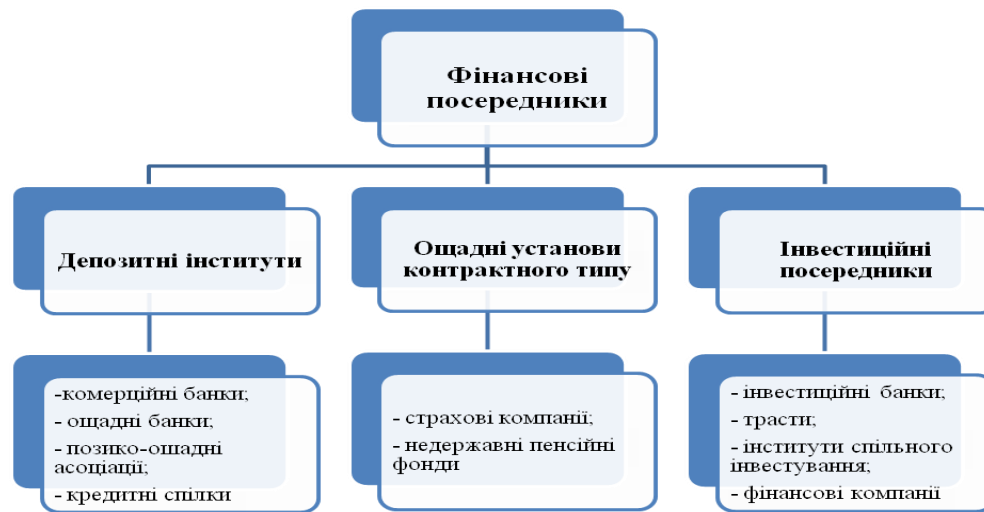 Фінансові
посередники
Депозитні інститути
Ощадні установи
контрактного типу
Інвестиційні
посередники
-комерційні банки;
- ощадні банки;
- позико-ошадні
асоціації;
- кредитні спілки
- страхові компанії;
- недержавні пенсійні
фонди
- інвестиційні банки;
- трасти;
- інститути спільного
інвестування;
- фінансові компанії